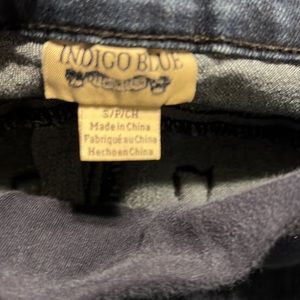 INDIGO BLUE
S/P/CH
Made in China
Fabriqué au China
Hecho en China